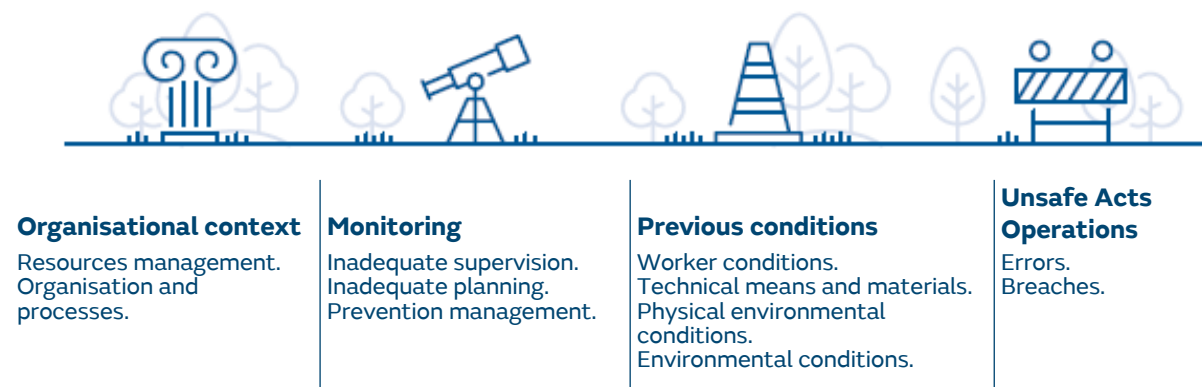 Organisational context
Resources management.
Organisation and
processes.
Monitoring
Inadequate supervision.
Inadequate planning.
Prevention management.
Previous conditions
Worker conditions.
Technical means and materials.
Physical environmental
conditions.
Environmental conditions.
Unsafe Acts
Operations
Errors.
Breaches.